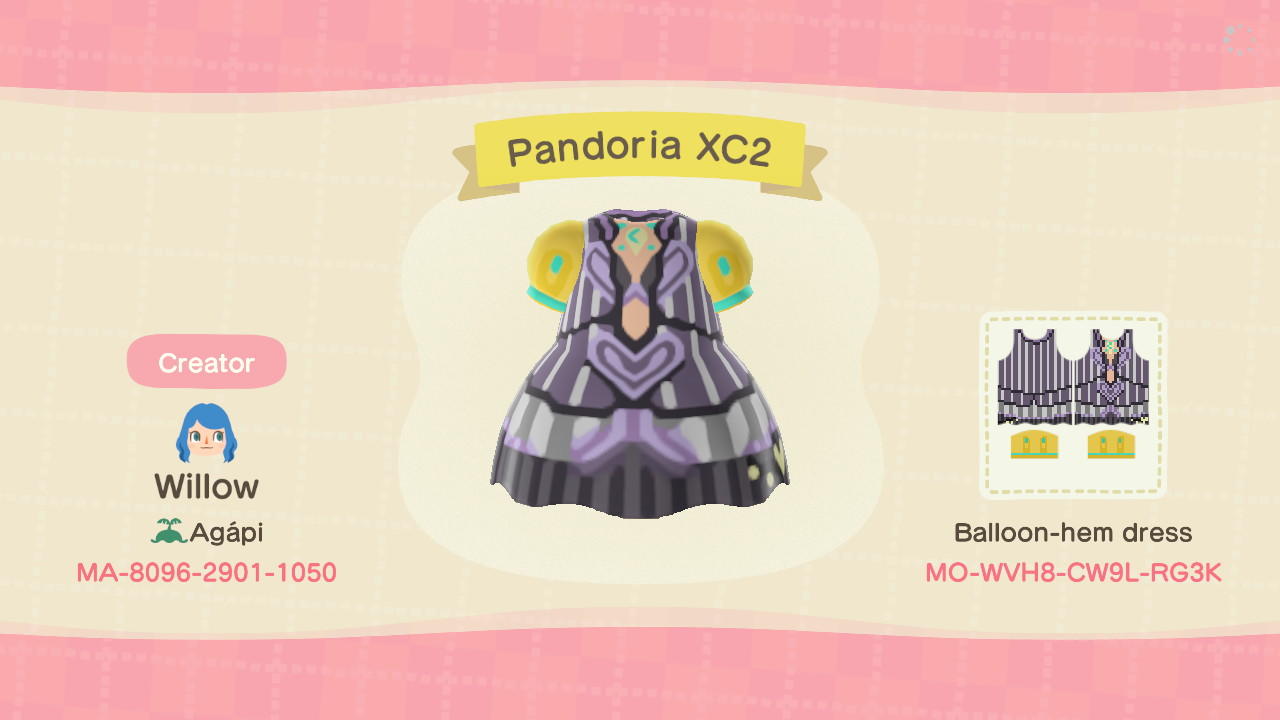 Pandoria XC2
Creator
Willow
Agápi
MA-8096-2901-1050
Balloon-hem dress
MO-WVH8-CW9L-RG3K